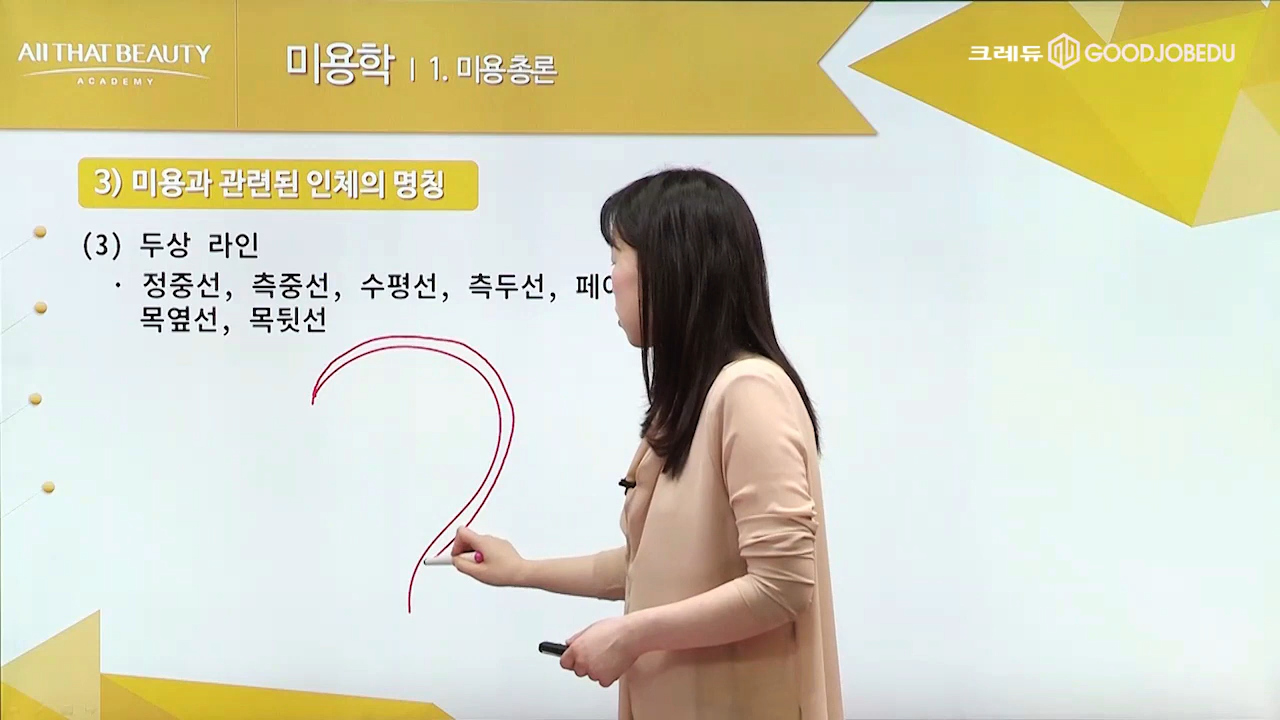 All THAT BEAUTY
ACADEMY
미용학 | 1. 미용 총론
크레듀 GOODJOBEDU
3) 미용과 관련된 인체의 명칭
(3) 두상 라인
· 정중선, 측중선, 수평선, 측두선,
목옆선, 목뒷선